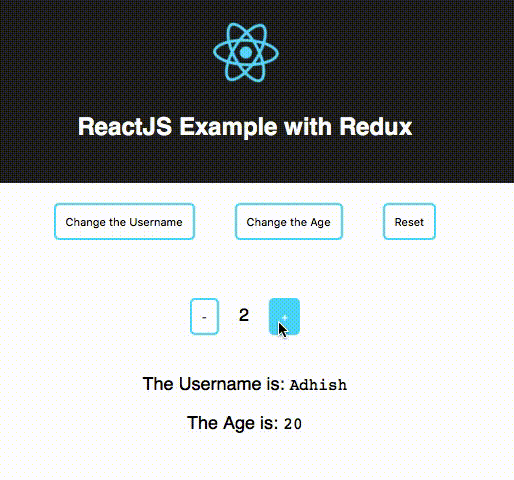 ReactJS Example with Redux
Change the Username Change the Age Reset
- 2 +
The Username is: Adhish
The Age is: 20